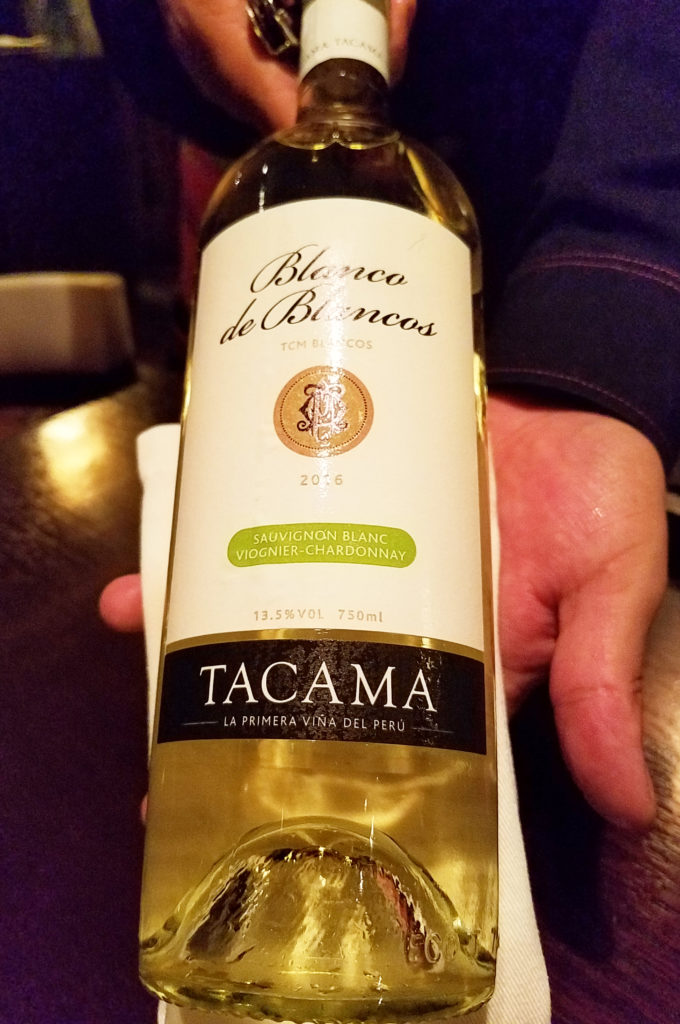 TACAMA
Blanco
de Blancos
TCM BLANCOS
2016
SAUVIGNON BLANC
VIOGNIER-CHARDONNAY
13.5%VOL 750ml
TACAMA
LA PRIMERA VIÑA DEL PERÚ